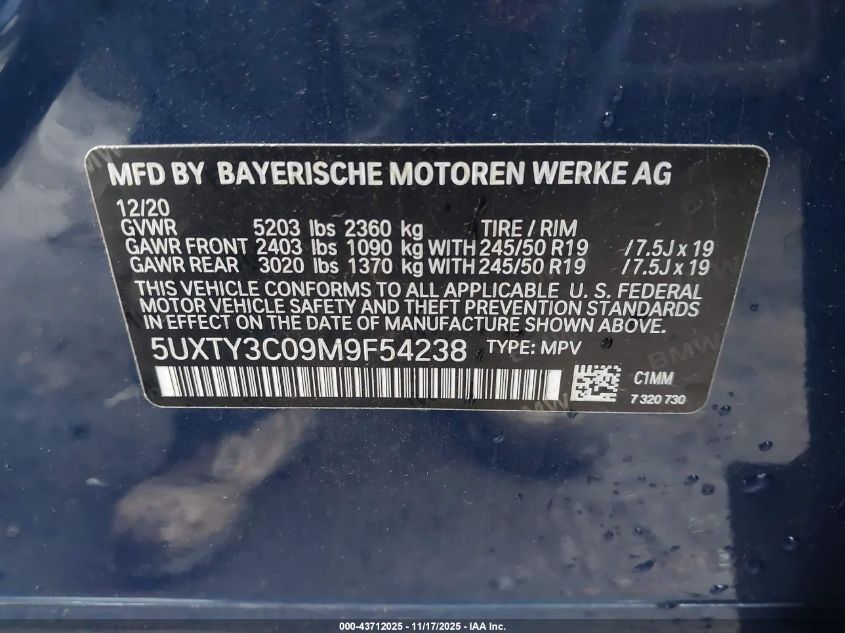 MFD BY BAYERISCHE MOTOREN WERKE AG
12/20
GVWR 5203 lbs 2360 kg TIRE / RIM
GAWR FRONT 2403 lbs 1090 kg WITH 245/50 R19 / 7.5J x 19
GAWR REAR 3020 lbs 1370 kg WITH 245/50 R19 / 7.5J x 19
THIS VEHICLE CONFORMS TO ALL APPLICABLE U. S. FEDERAL
MOTOR VEHICLE SAFETY AND THEFT PREVENTION STANDARDS
IN EFFECT ON THE DATE OF MANUFACTURE SHOWN ABOVE.
5UXTY3C09M9F54238 TYPE: MPV
C1MM
7 320 730
000-43712025 - 11/17/2025 - IAA Inc.